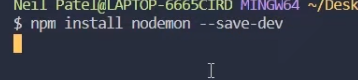 Neil Patel@LAPTOP-6665CIRD MINGW64 ~/Desk
$ npm install nodemon --save-dev